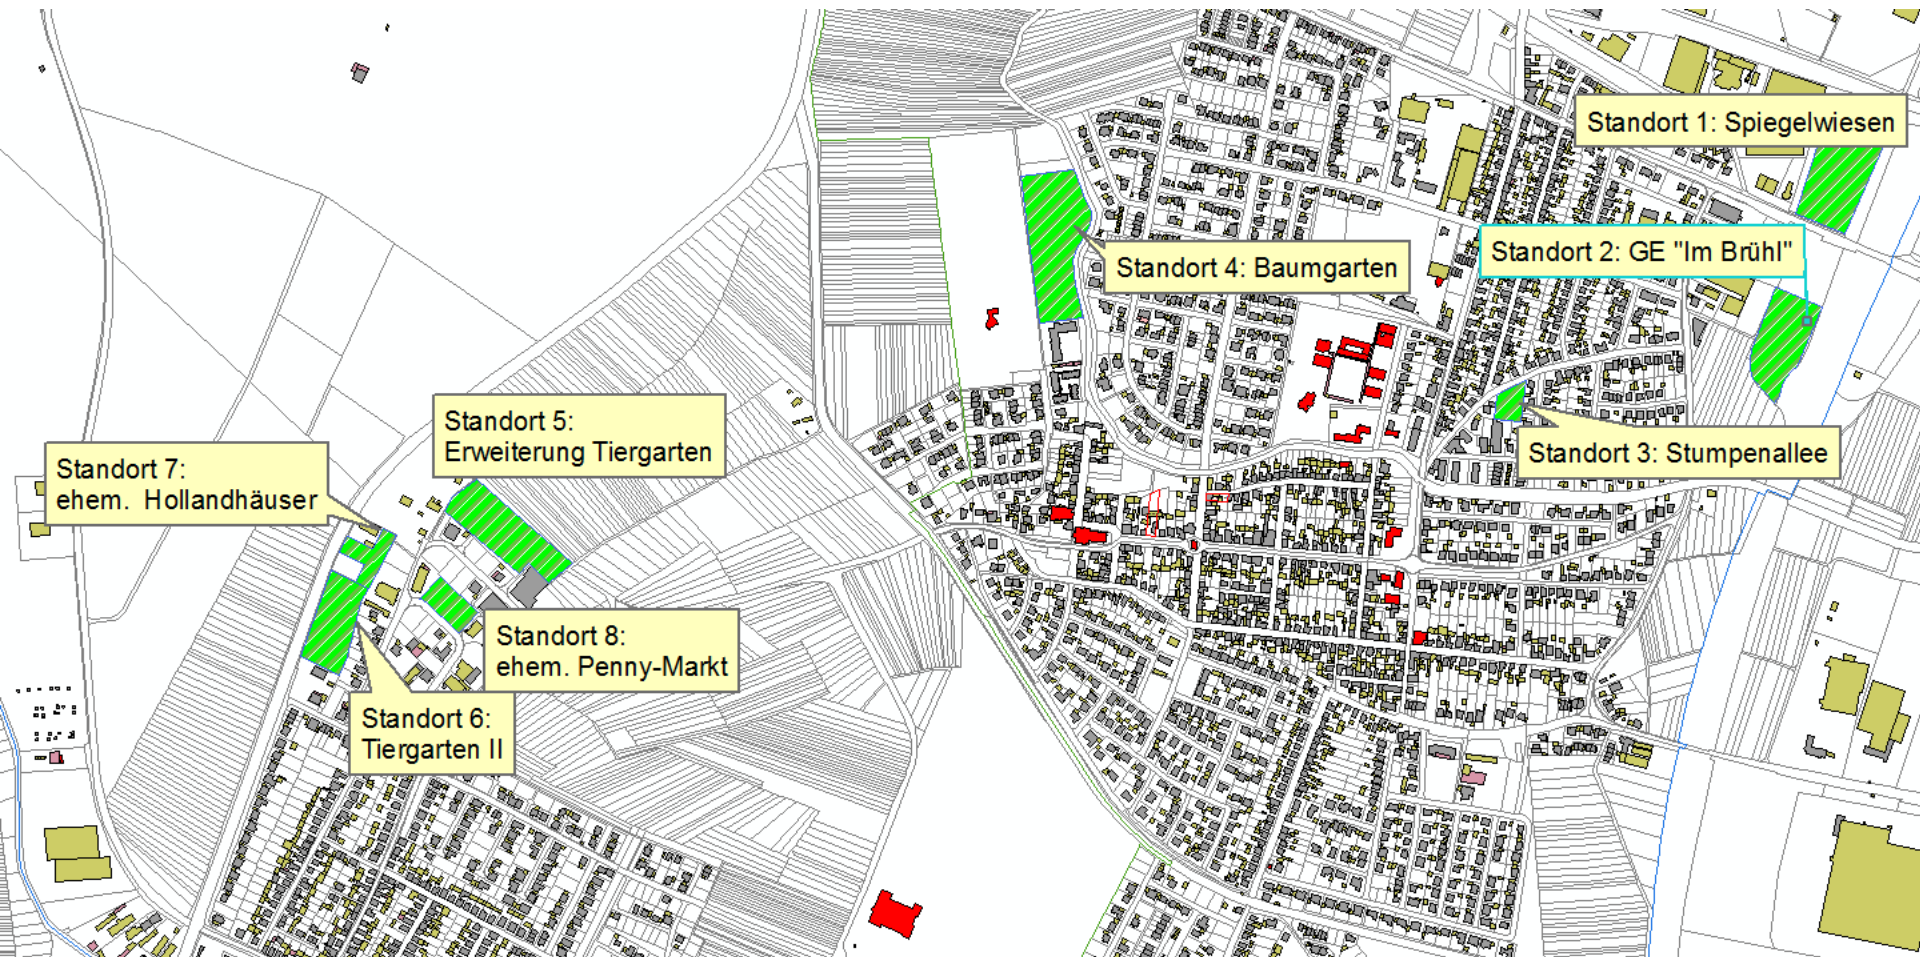 Standort 1: Spiegelwiesen
Standort 2: GE "Im Brühl"
Standort 4: Baumgarten
Standort 3: Stumpenallee
Standort 5:
Erweiterung Tiergarten
Standort 7:
ehem. Hollandhäuser
Standort 8:
ehem. Penny-Markt
Standort 6:
Tiergarten II